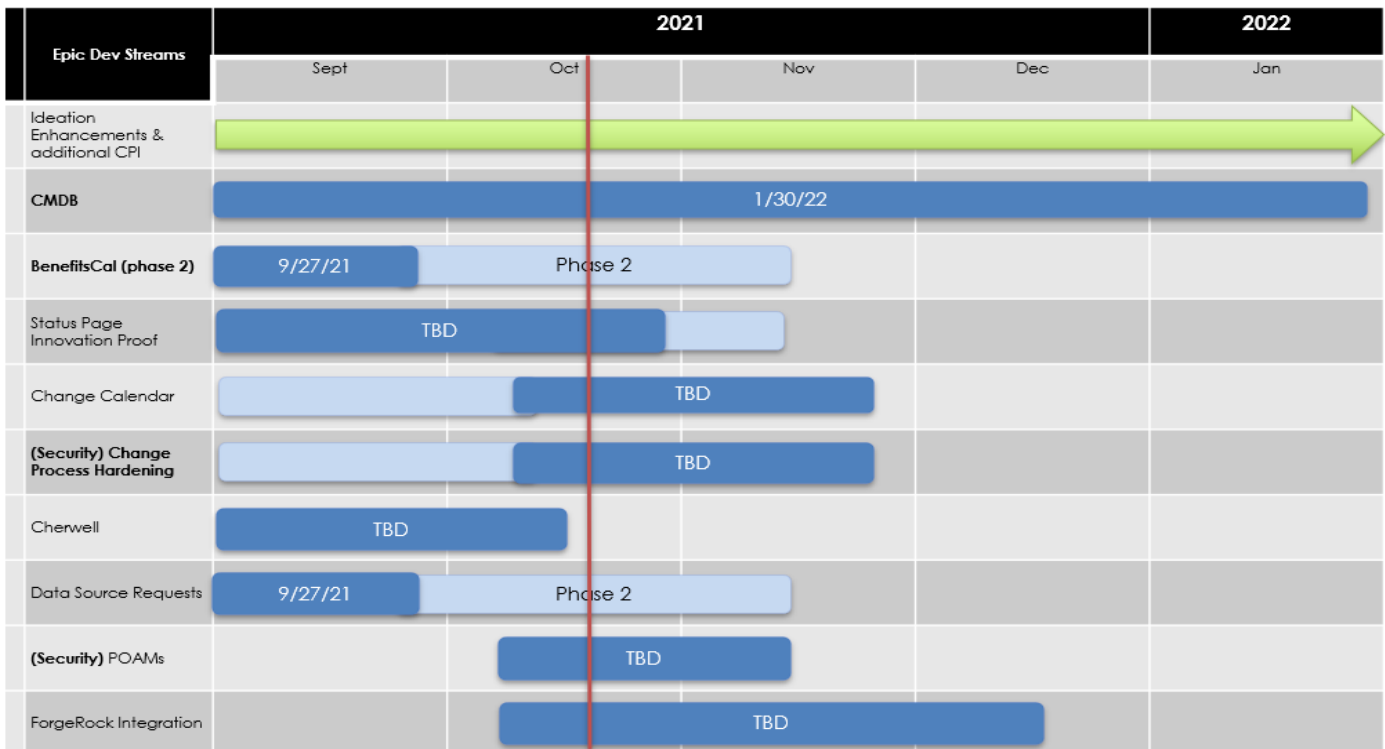 Epic Dev Streams
2021
2022
Sept
Oct
Nov
Dec
Jan
Ideation
Enhancements &
additional CPI
CMDB
1/30/22
BenefitsCal (phase 2)
9/27/21
Phase 2
Status Page
Innovation Proof
TBD
Change Calendar
TBD
(Security) Change
Process Hardening
TBD
Cherwell
TBD
Data Source Requests
9/27/21
Phase 2
(Security) POAMs
TBD
ForgeRock Integration
TBD